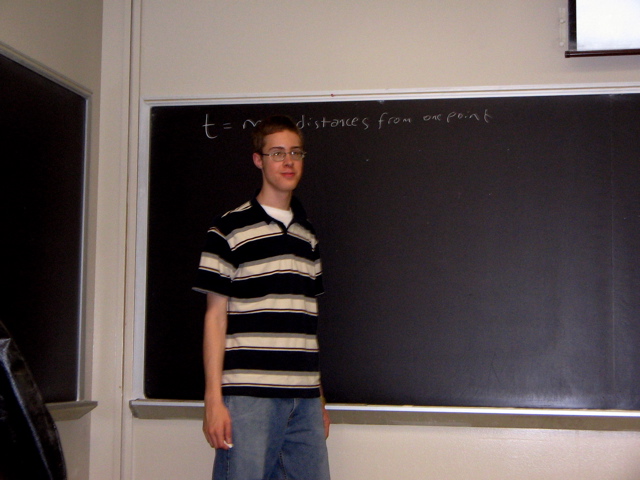 t = distances from one point